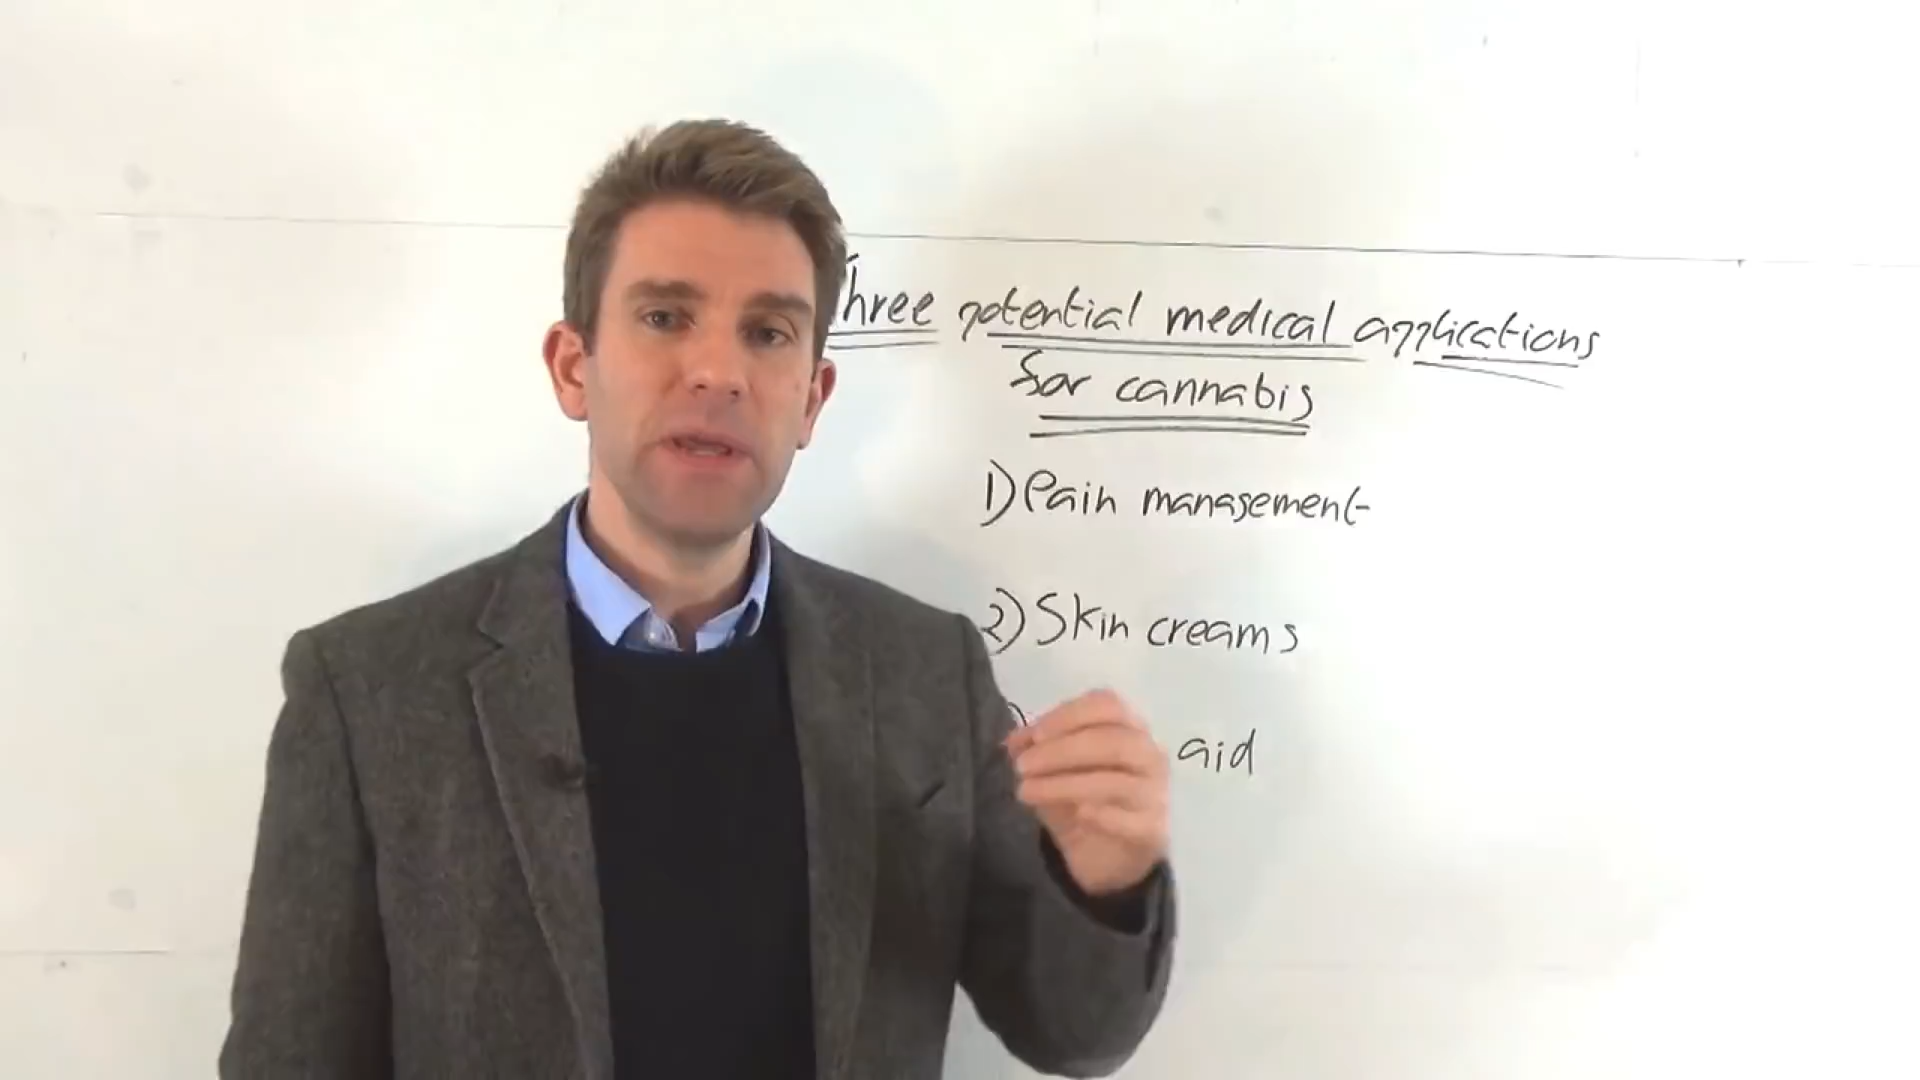 Three potential medical applications
for cannabis
1) Pain management
2) Skin creams
aid